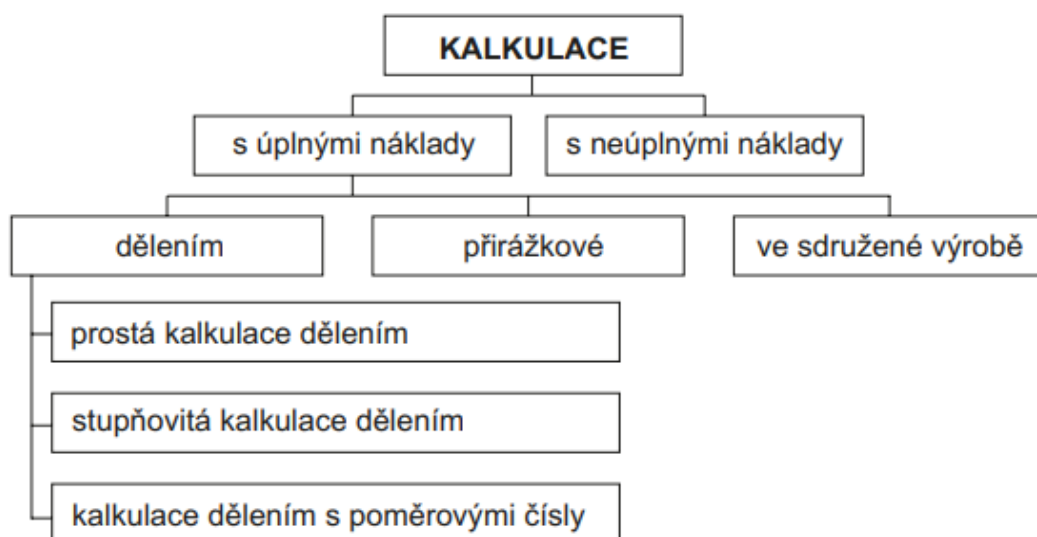 KALKULACE
s úplnými náklady
s neúplnými náklady
dělením
přirážkové
ve sdružené výrobě
prostá kalkulace dělením
stupňovitá kalkulace dělením
kalkulace dělením s poměrovými čísly